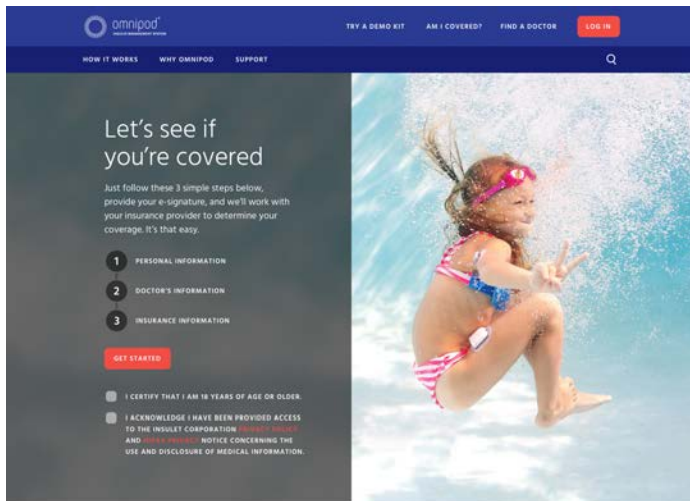 omnipod
INSULIN MANAGEMENT SYSTEM
TRY A DEMO KIT
AM I COVERED?
FIND A DOCTOR
LOG IN
HOW IT WORKS
WHY OMNIPOD
SUPPORT
Let's see if
you're covered
Just follow these 3 simple steps below,
provide your e-signature, and we'll work with
your insurance provider to determine your
coverage. It's that easy.
1 PERSONAL INFORMATION
2 DOCTOR'S INFORMATION
3 INSURANCE INFORMATION
GET STARTED
I CERTIFY THAT I AM 18 YEARS OF AGE OR OLDER.
I ACKNOWLEDGE I HAVE BEEN PROVIDED ACCESS
TO THE INSULET CORPORATION PRIVACY POLICY
AND HIPAA PRIVACY NOTICE CONCERNING THE
USE AND DISCLOSURE OF MEDICAL INFORMATION.